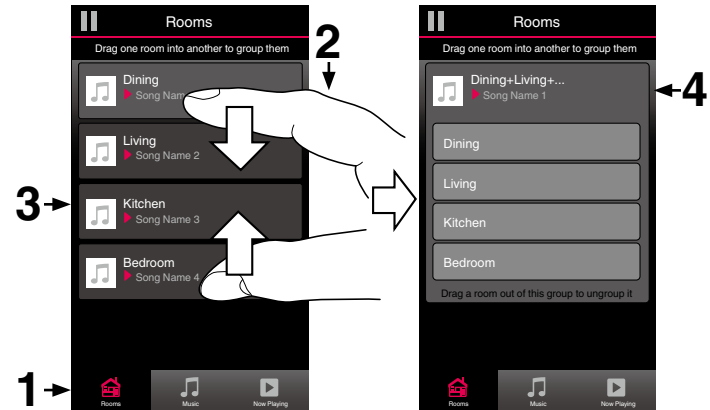 Rooms
Drag one room into another to group them
Dining
Song Nam
Living
Song Name 2
Kitchen
Song Name 3
Bedroom
Song Name 4
Rooms
Music
Now Playing
1
2
3
Rooms
Drag one room into another to group them
Dining+Living+...
Song Name 1
Dining
Living
Kitchen
Bedroom
Drag a room out of this group to ungroup it
Rooms
Music
Now Playing
4